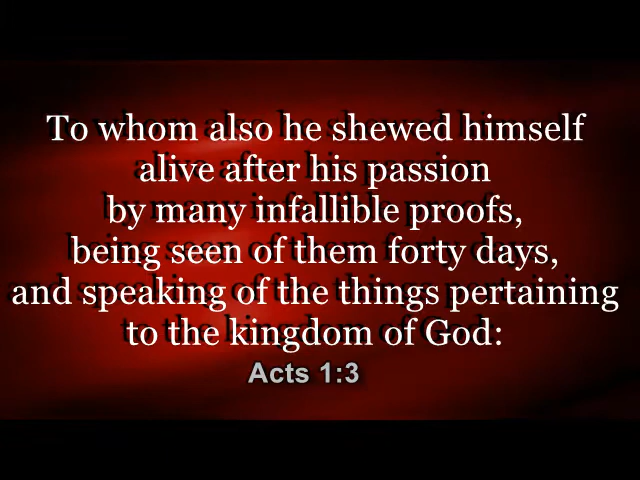 To whom also he shewed himself
alive after his passion
by many infallible proofs,
being seen of them forty days,
and speaking of the things pertaining
to the kingdom of God:
Acts 1:3